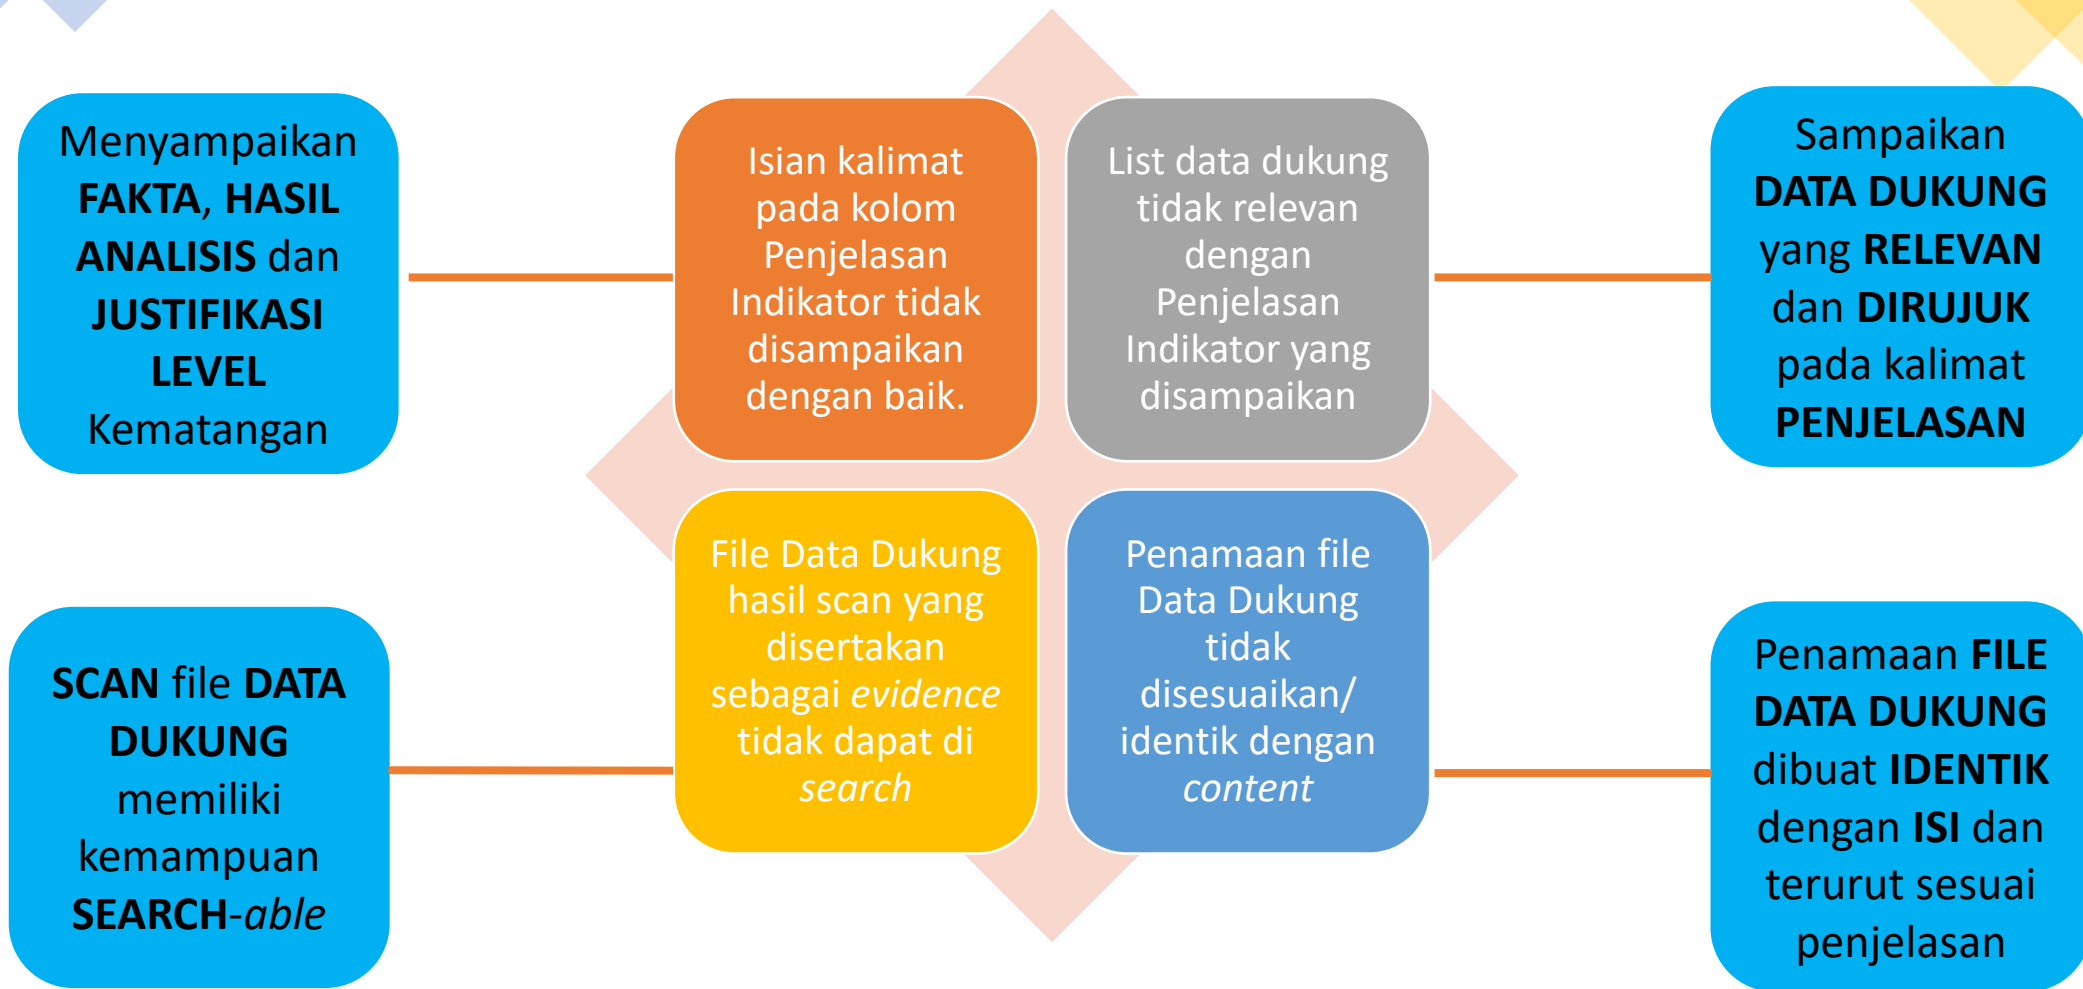 Menyampaikan
FAKTA, HASIL
ANALISIS dan
JUSTIFIKASI
LEVEL
Kematangan
Isian kalimat
pada kolom
Penjelasan
Indikator tidak
disampaikan
dengan baik.
List data dukung
tidak relevan
dengan
Penjelasan
Indikator yang
disampaikan
Sampaikan
DATA DUKUNG
yang RELEVAN
dan DIRUJUK
pada kalimat
PENJELASAN
SCAN file DATA
DUKUNG
memiliki
kemampuan
SEARCH-able
File Data Dukung
hasil scan yang
disertakan
sebagai evidence
tidak dapat di
search
Penamaan file
Data Dukung
tidak
disesuaikan/
identik dengan
content
Penamaan FILE
DATA DUKUNG
dibuat IDENTIK
dengan ISI dan
terurut sesuai
penjelasan